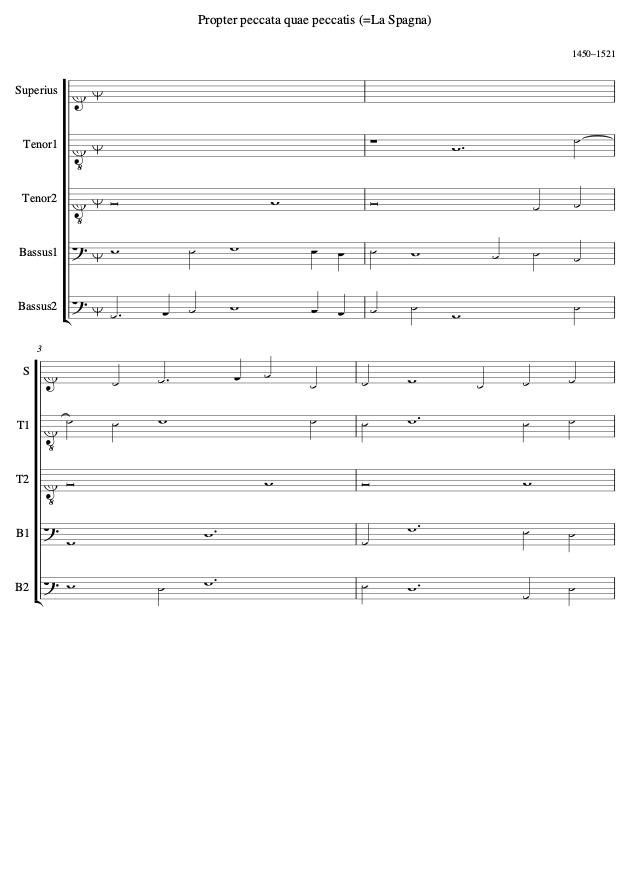 Propter peccata quae peccatis (=La Spagna)
1450–1521
Superius
Tenor1
Tenor2
Bassus1
Bassus2
3
S
T1
T2
B1
B2